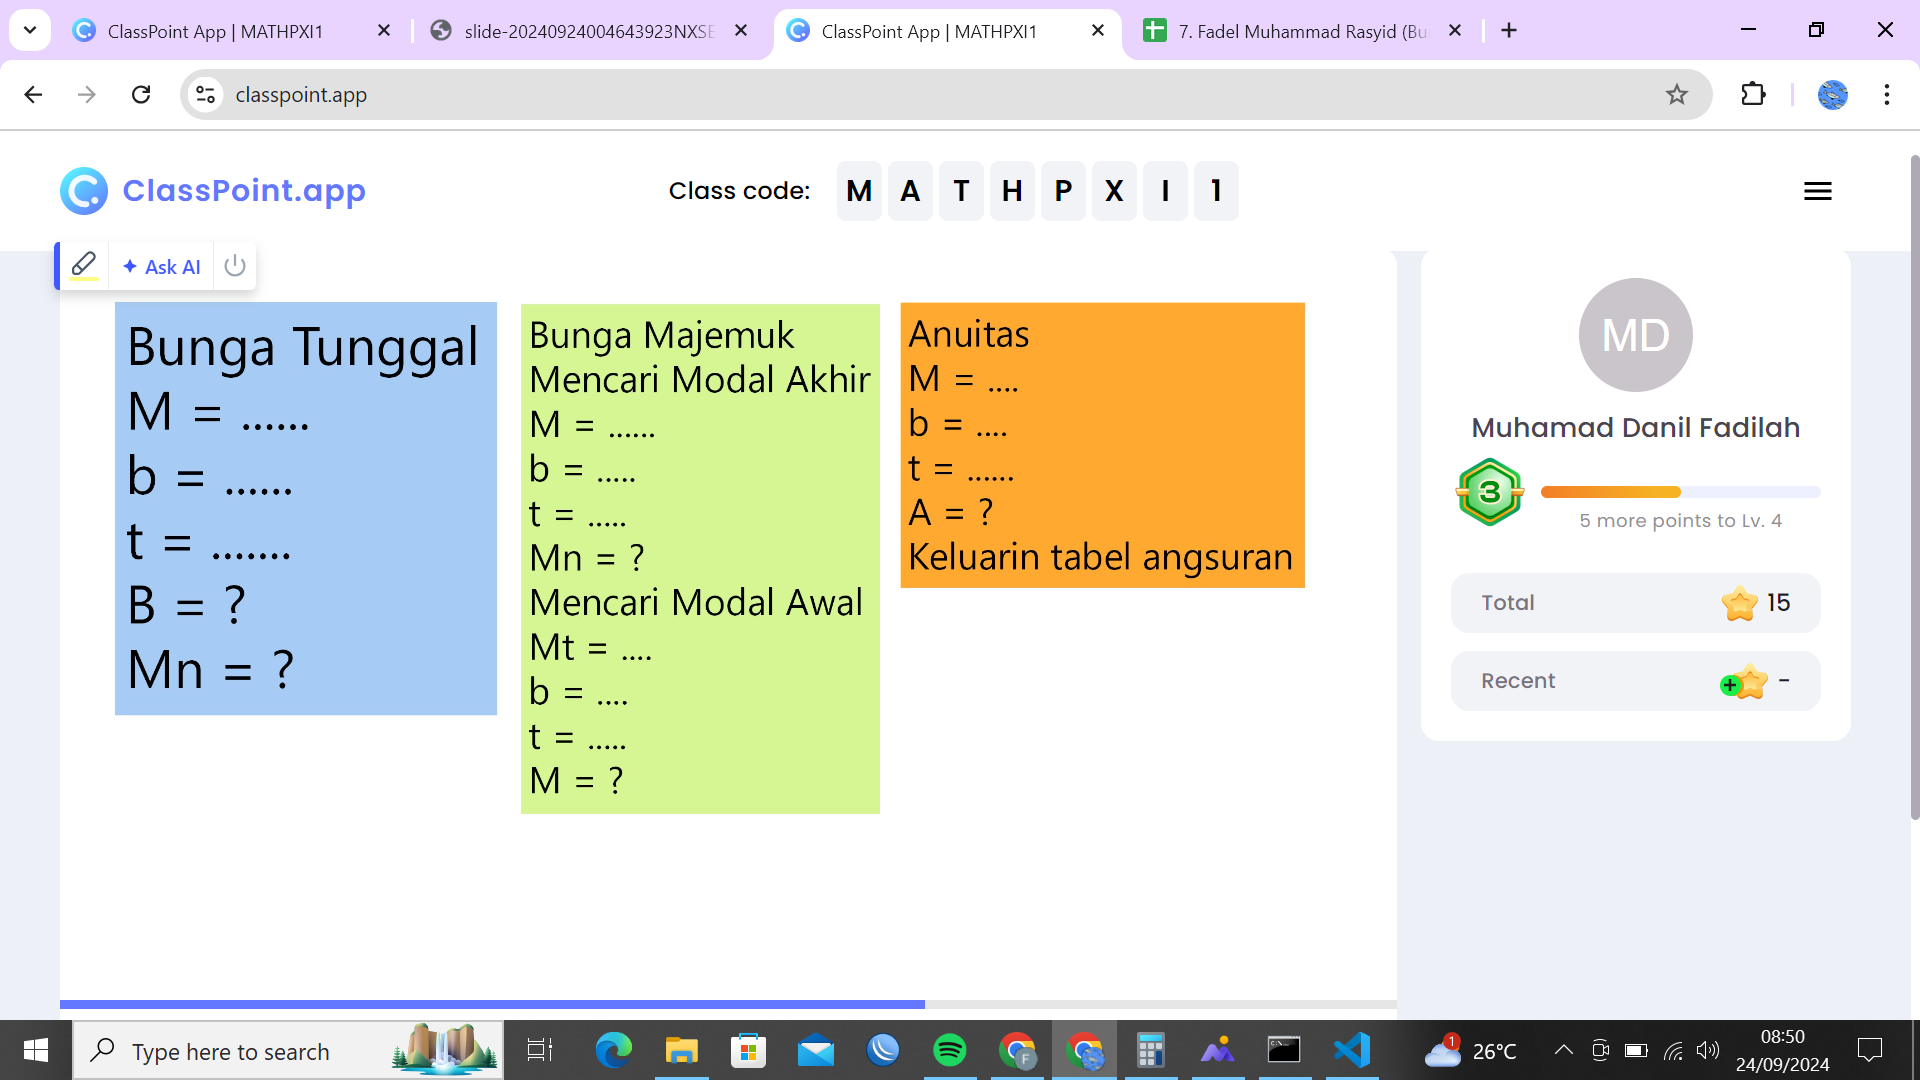 ClassPoint App | MATHPXI1
slide-20240924004643923NXSE
ClassPoint App | MATHPXI1
7. Fadel Muhammad Rasyid (Bu
classpoint.app
ClassPoint.app
Class code: M A T H P X I 1
Ask AI
Bunga Tunggal
M = ......
b = ......
t = .......
B = ?
Mn = ?
Bunga Majemuk
Mencari Modal Akhir
M = ......
b = .....
t = .....
Mn = ?
Mencari Modal Awal
Mt = ....
b = ....
t = .....
M = ?
Anuitas
M = ....
b = ....
t = ......
A = ?
Keluarin tabel angsuran
MD
Muhamad Danil Fadilah
3
5 more points to Lv. 4
Total 15
Recent -
Type here to search
F
1
26°C
08:50
24/09/2024